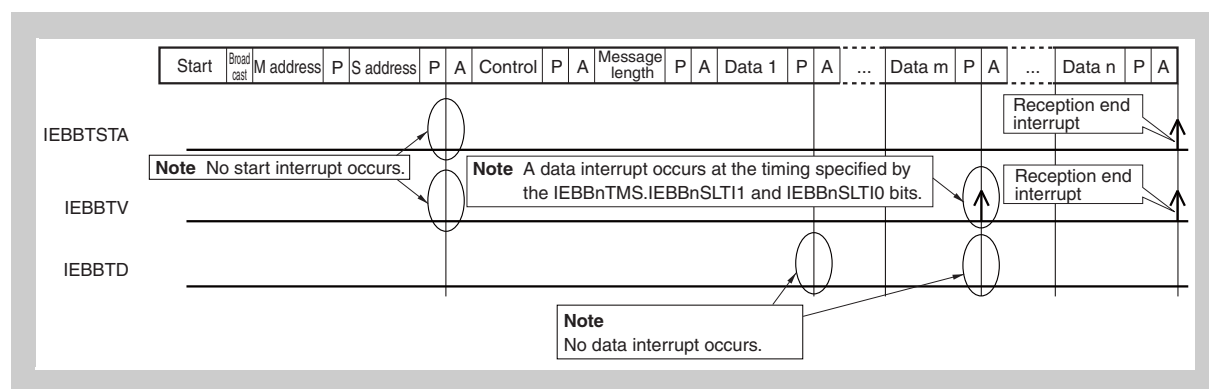 Start Broad cast M address P S address P A Control P A Message length P A Data 1 P A ... Data m P A ... Data n P A
IEBBTSTA
Reception end
interrupt
Note No start interrupt occurs.
Note A data interrupt occurs at the timing specified by
the IEBBnTMS.IEBBnSLTI1 and IEBBnSLTI0 bits.
Reception end
interrupt
IEBBTV
IEBBTD
Note
No data interrupt occurs.